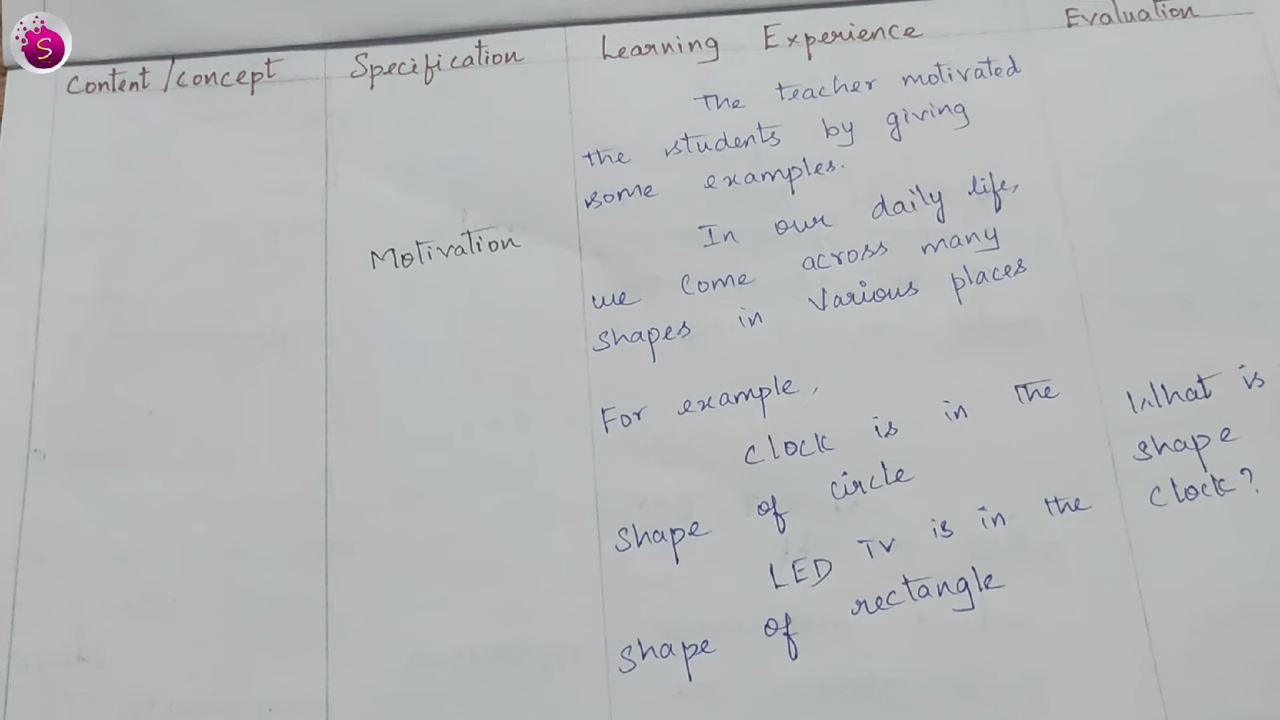 S
Content /concept
Specification
Learning Experience
Evaluation
Motivation
The teacher motivated
the students by giving
some examples.
In our daily life,
we come across many
shapes in various places
For example,
clock is in the
shape of circle
LED TV is in the
shape of rectangle
What is
shape
clock?